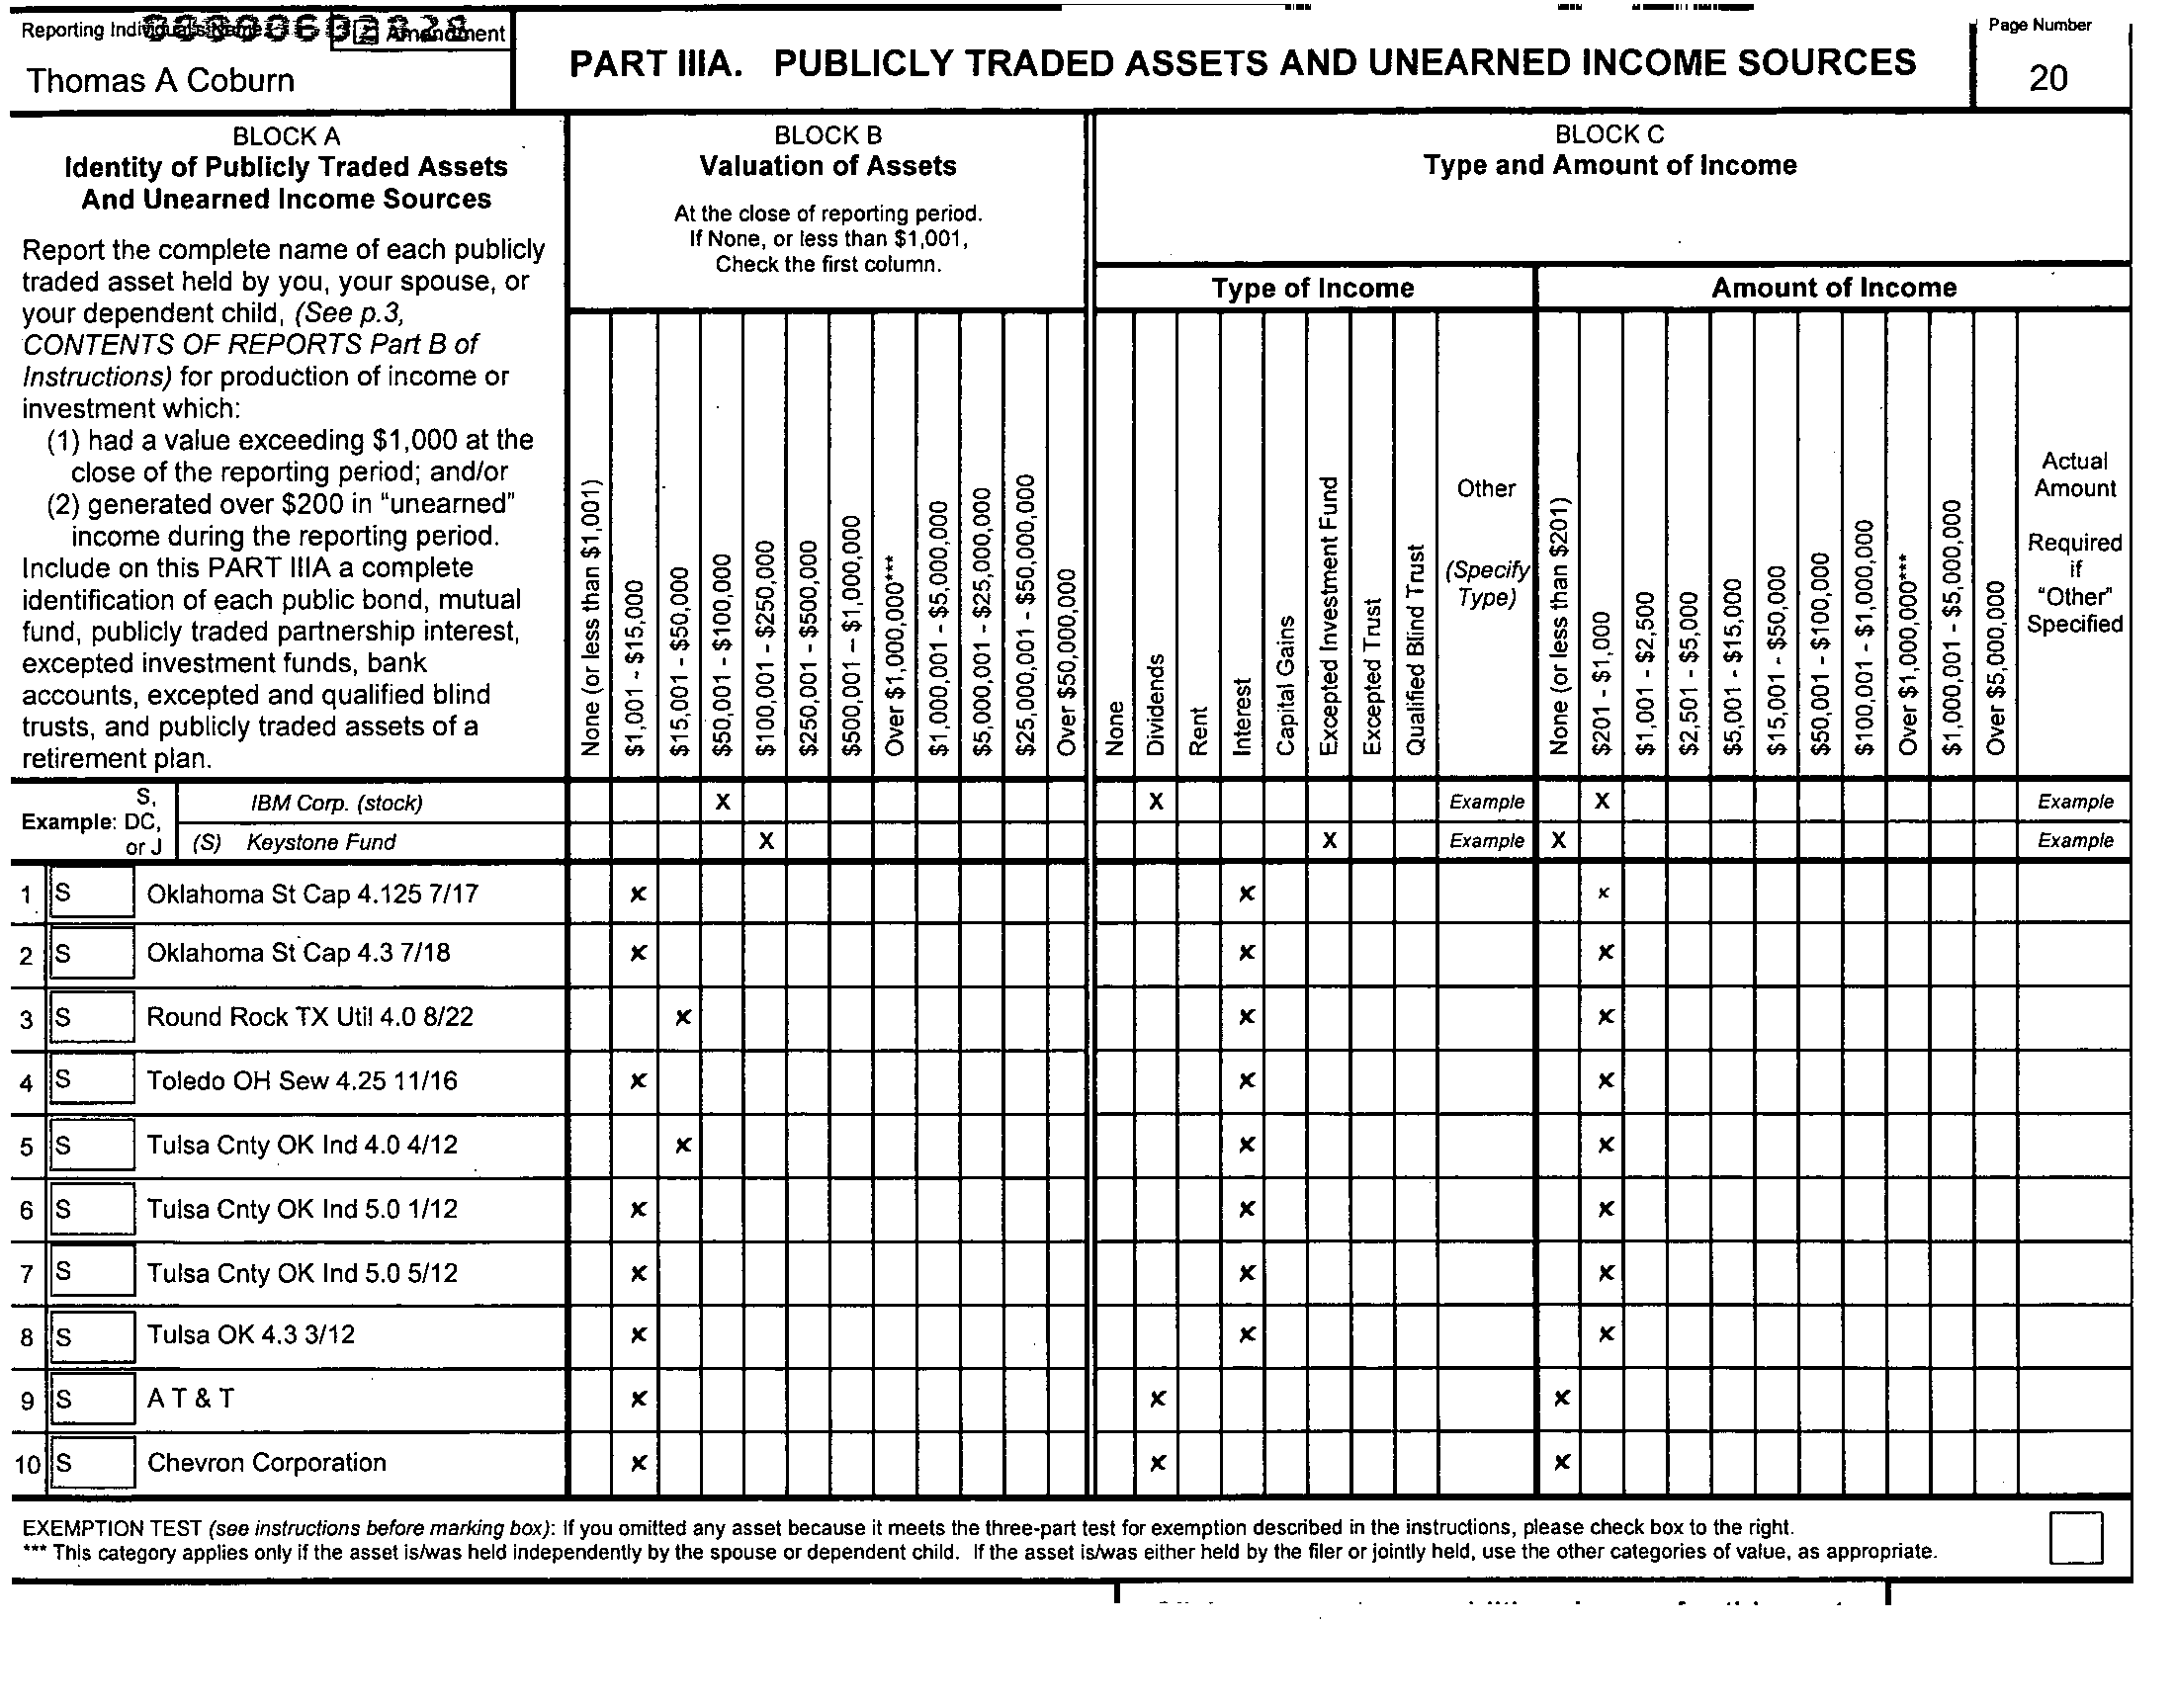 Reporting Individual's Name
Amendment
Thomas A Coburn
PART IIIA. PUBLICLY TRADED ASSETS AND UNEARNED INCOME SOURCES
Page Number
20
BLOCK A
Identity of Publicly Traded Assets
And Unearned Income Sources
Report the complete name of each publicly
traded asset held by you, your spouse, or
your dependent child, (See p.3,
CONTENTS OF REPORTS Part B of
Instructions) for production of income or
investment which:
(1) had a value exceeding $1,000 at the
close of the reporting period; and/or
(2) generated over $200 in "unearned"
income during the reporting period.
Include on this PART IIIA a complete
identification of each public bond, mutual
fund, publicly traded partnership interest,
excepted investment funds, bank
accounts, excepted and qualified blind
trusts, and publicly traded assets of a
retirement plan.
BLOCK B
Valuation of Assets
At the close of reporting period.
If None, or less than $1,001,
Check the first column.
None (or less than $1,001)
$1,001 - $15,000
$15,001 - $50,000
$50,001 - $100,000
$100,001 - $250,000
$250,001 - $500,000
$500,001 – $1,000,000
Over $1,000,000***
$1,000,001 - $5,000,000
$5,000,001 - $25,000,000
$25,000,001 - $50,000,000
Over $50,000,000
BLOCK C
Type and Amount of Income
Type of Income
None
Dividends
Rent
Interest
Capital Gains
Excepted Investment Fund
Excepted Trust
Qualified Blind Trust
Other
(Specify
Type)
Amount of Income
None (or less than $201)
$201 - $1,000
$1,001 - $2,500
$2,501 - $5,000
$5,001 - $15,000
$15,001 - $50,000
$50,001 - $100,000
$100,001 - $1,000,000
Over $1,000,000***
$1,000,001 - $5,000,000
Over $5,000,000
Actual
Amount
Required
if
"Other"
Specified
Example: S, DC, or J
IBM Corp. (stock) X X Example X Example
(S) Keystone Fund X X Example X Example
1 S Oklahoma St Cap 4.125 7/17 x x x
2 S Oklahoma St Cap 4.3 7/18 x x x
3 S Round Rock TX Util 4.0 8/22 x x x
4 S Toledo OH Sew 4.25 11/16 x x x
5 S Tulsa Cnty OK Ind 4.0 4/12 x x x
6 S Tulsa Cnty OK Ind 5.0 1/12 x x x
7 S Tulsa Cnty OK Ind 5.0 5/12 x x x
8 S Tulsa OK 4.3 3/12 x x x
9 S A T & T x x x
10 S Chevron Corporation x x x
EXEMPTION TEST (see instructions before marking box): If you omitted any asset because it meets the three-part test for exemption described in the instructions, please check box to the right.
*** This category applies only if the asset is/was held independently by the spouse or dependent child. If the asset is/was either held by the filer or jointly held, use the other categories of value, as appropriate.